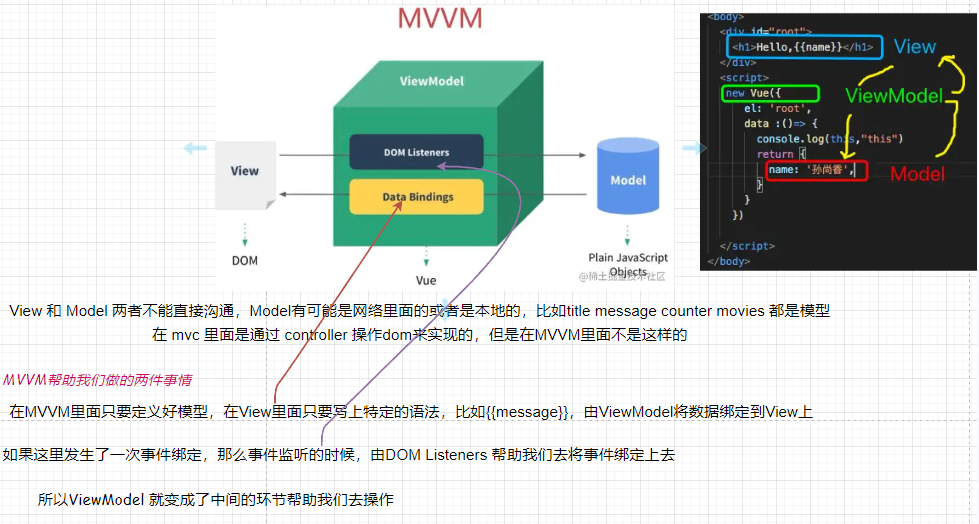 MVVM
ViewModel
DOM Listeners
Data Bindings
View
Model
DOM
Vue
Plain JavaScript
Objects
@稀土掘金技术社区
<body>
<div id="root">
<h1>Hello,{{name}}</h1>
</div>
<script>
new Vue({
el: 'root',
data :()=> {
console.log(this,"this")
return {
name: '孙尚香',
}
}
})
</script>
</body>
View
ViewModel
Model
View 和 Model 两者不能直接沟通，Model有可能是网络里面的或者是本地的，比如title message counter movies 都是模型
在 mvc 里面是通过 controller 操作dom来实现的，但是在MVVM里面不是这样的
MVVM帮助我们做的两件事情
在MVVM里面只要定义好模型，在View里面只要写上特定的语法，比如{{message}}，由ViewModel将数据绑定到View上
如果这里发生了一次事件绑定，那么事件监听的时候，由DOM Listeners 帮助我们去将事件绑定上去
所以ViewModel 就变成了中间的环节帮助我们去操作